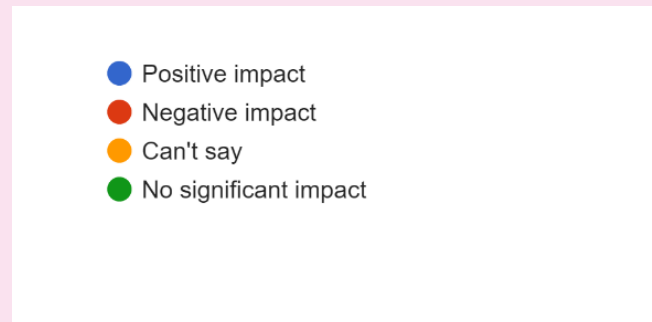 Positive impact
Negative impact
Can't say
No significant impact